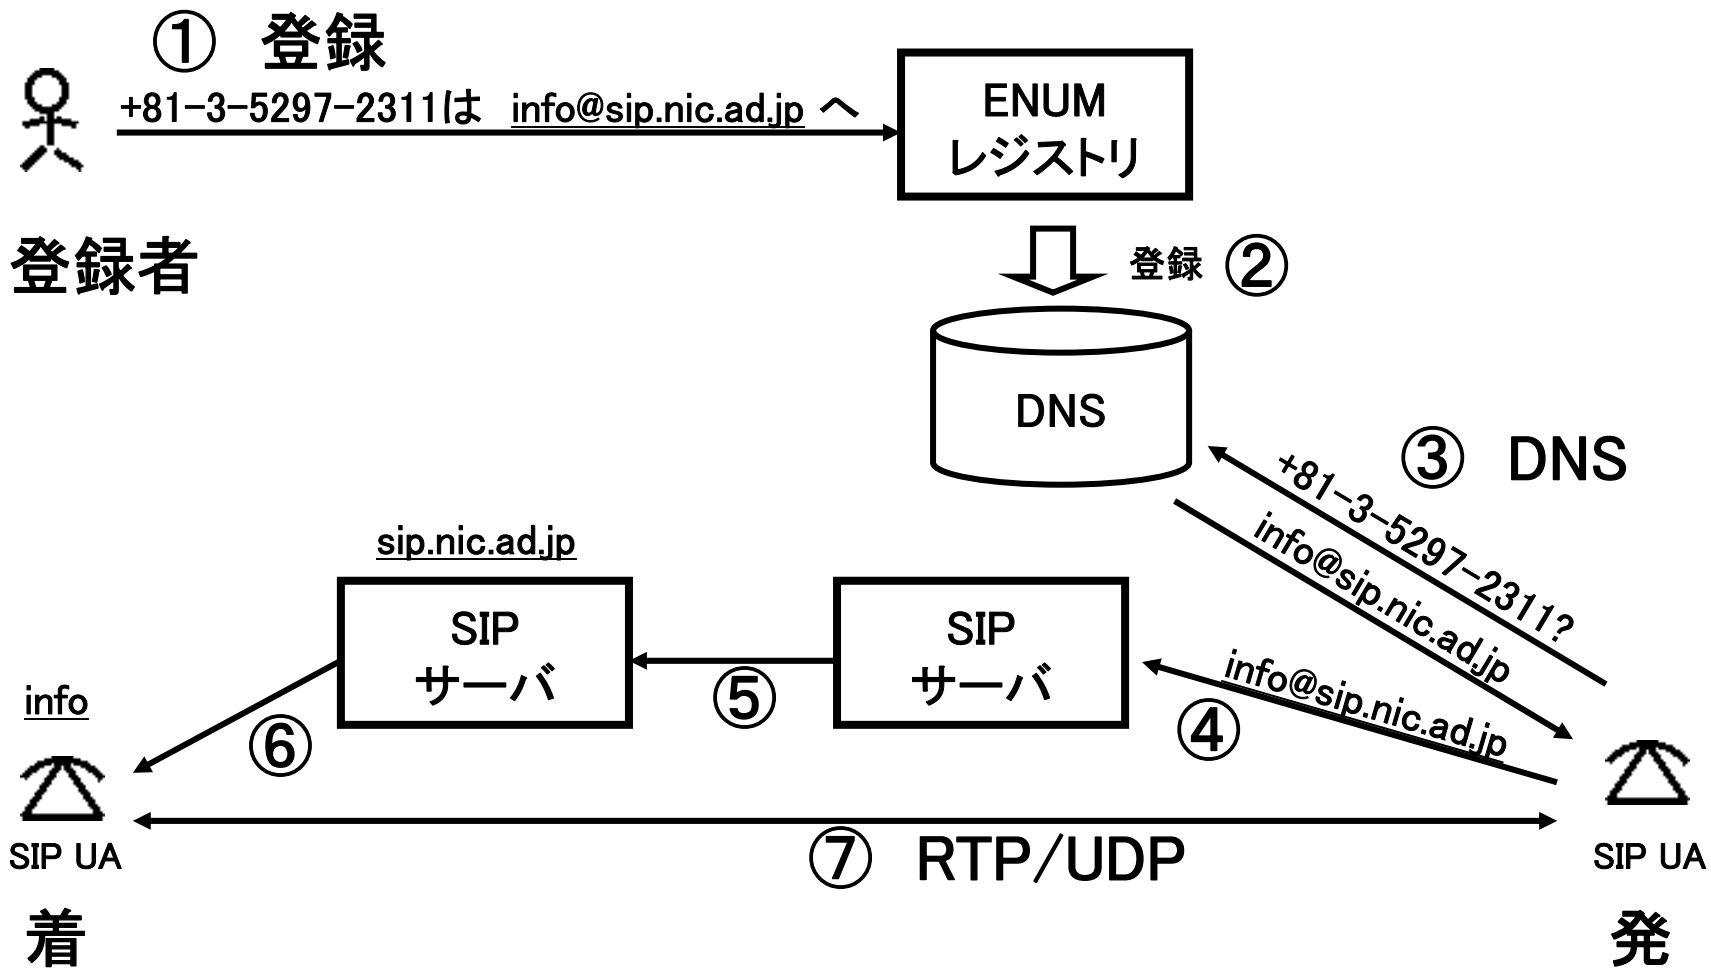 ① 登録
+81-3-5297-2311は info@sip.nic.ad.jp へ
ENUM
レジストリ
登録者
登録 ②
DNS
③ DNS
+81-3-5297-2311?
info@sip.nic.ad.jp
sip.nic.ad.jp
SIP
サーバ
SIP
サーバ
info@sip.nic.ad.jp
④
⑤
⑥
info
SIP UA
着
⑦ RTP/UDP
SIP UA
発